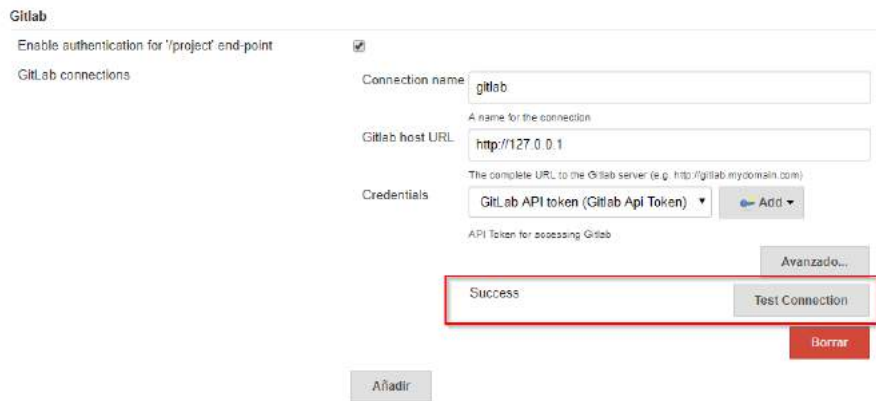 Gitlab
Enable authentication for '/project' end-point
GitLab connections
Connection name
gitlab
A name for the connection
Gitlab host URL
http://127.0.0.1
The complete URL to the Gitlab server (e.g. http://gitlab.mydomain.com)
Credentials
GitLab API token (Gitlab Api Token)
Add
API Token for accessing Gitlab
Avanzado...
Success
Test Connection
Borrar
Añadir